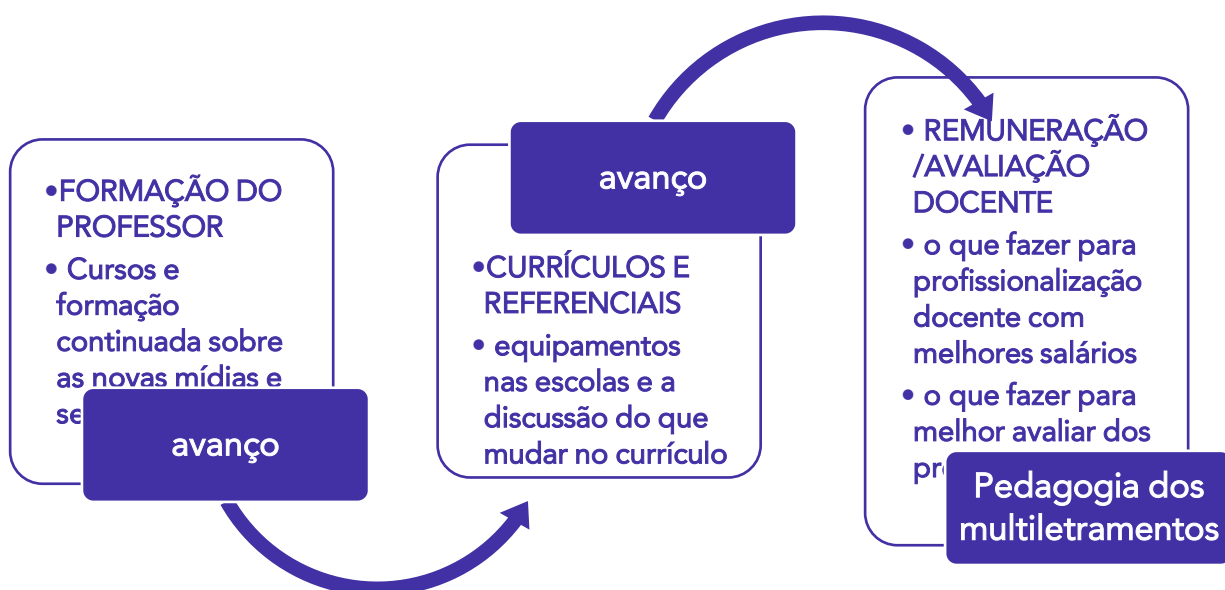 •FORMAÇÃO DO
PROFESSOR
• Cursos e
formação
continuada sobre
as novas mídias e
avanço
avanço
•CURRÍCULOS E
REFERENCIAIS
• equipamentos
nas escolas e a
discussão do que
mudar no currículo
• REMUNERAÇÃO
/AVALIAÇÃO
DOCENTE
• o que fazer para
profissionalização
docente com
melhores salários
• o que fazer para
melhor avaliar dos
Pedagogia dos
multiletramentos